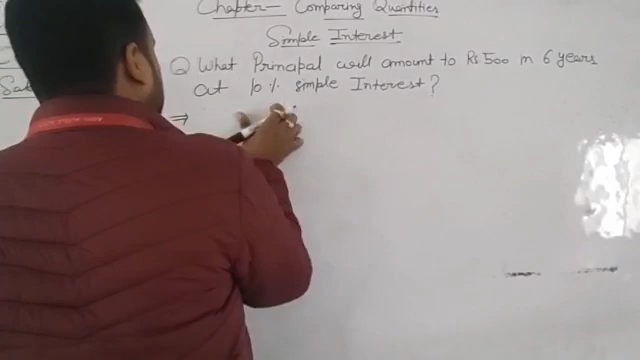 Chapter- Comparing Quantities
Simple Interest
Q What Principal will amount to Rs 500 in 6 years
at 10% simple Interest?
⇒